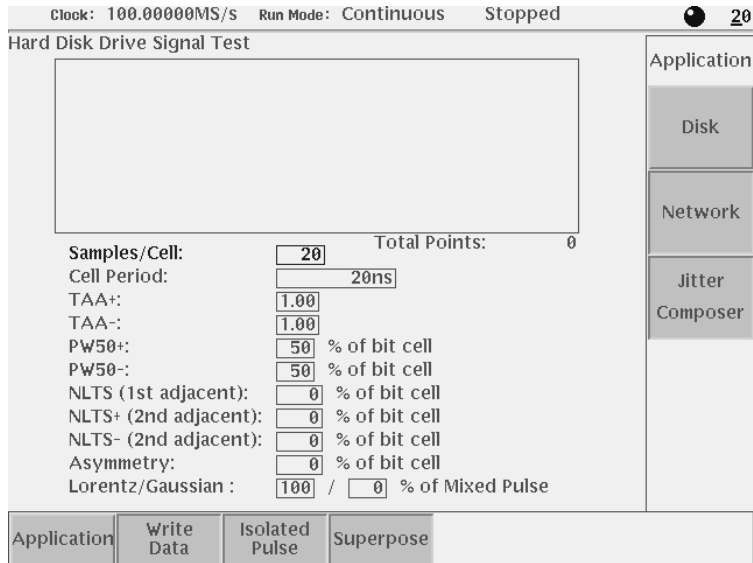 Clock: 100.00000MS/s Run Mode: Continuous Stopped 20
Hard Disk Drive Signal Test
Application
Disk
Network
Jitter
Composer
Total Points: 0
Samples/Cell: 20
Cell Period: 20ns
TAA+: 1.00
TAA-: 1.00
PW50+: 50 % of bit cell
PW50-: 50 % of bit cell
NLTS (1st adjacent): 0 % of bit cell
NLTS+ (2nd adjacent): 0 % of bit cell
NLTS- (2nd adjacent): 0 % of bit cell
Asymmetry: 0 % of bit cell
Lorentz/Gaussian : 100 / 0 % of Mixed Pulse
Application
Write
Data
Isolated
Pulse
Superpose